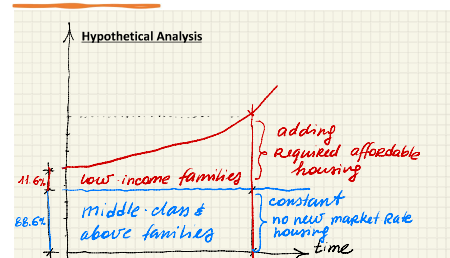 Hypothetical Analysis
adding
Required affordable
housing
11.6%
low-income families
constant
no new market Rate
housing
88.6%
middle-class &
above families
time